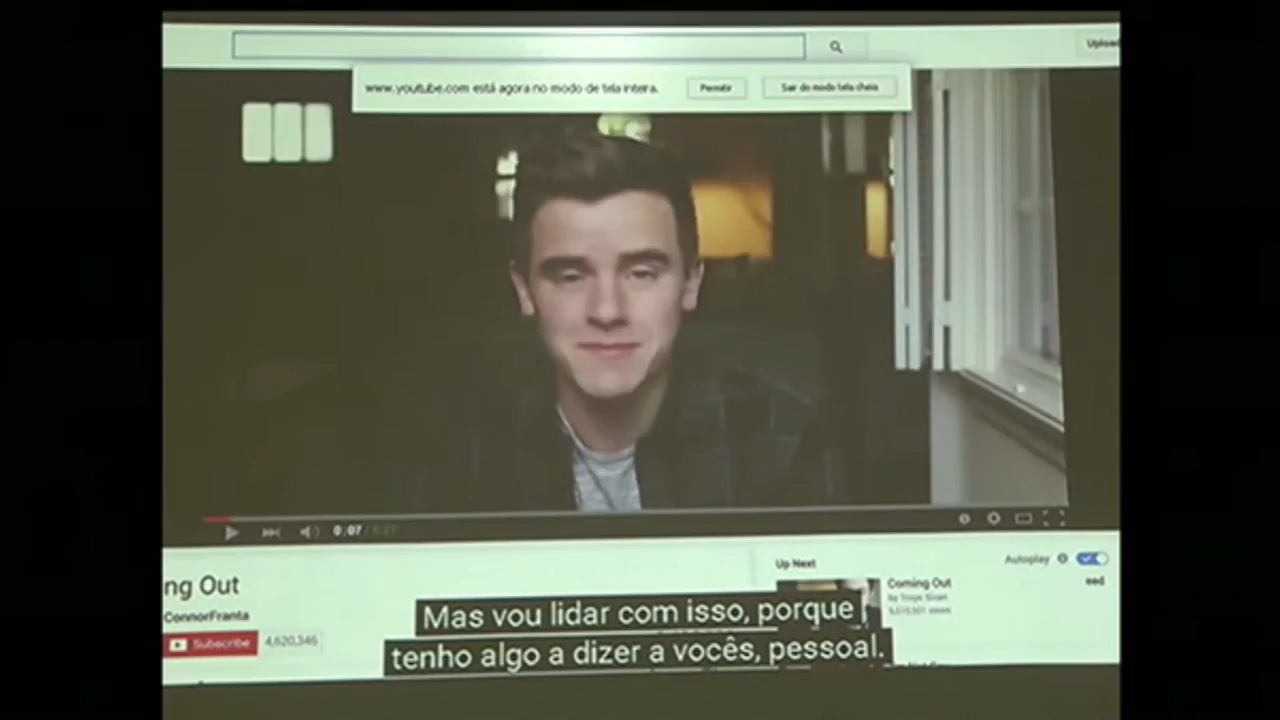 Upload
www.youtube.com está agora no modo de tela inteira.
Permitir
Sair do modo tela cheia
0:07
Up Next
Autoplay
ng Out
ConnorFranta
Subscribe
4,620,346
Coming Out
by Troye Sivan
eed
Mas vou lidar com isso, porque
tenho algo a dizer a vocês, pessoal.